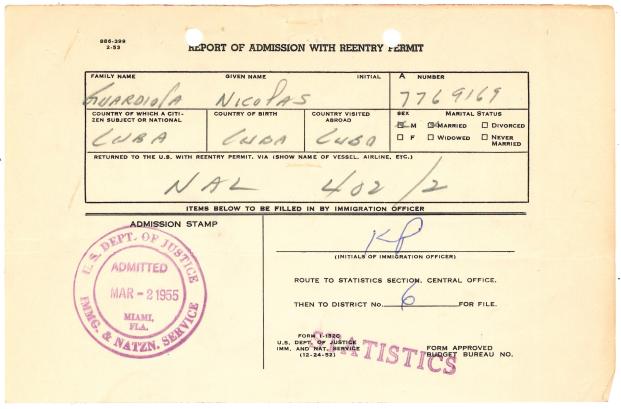 886-399
2-53
REPORT OF ADMISSION WITH REENTRY PERMIT
FAMILY NAME GIVEN NAME INITIAL A NUMBER
Guardiola Nicolas 7769169
COUNTRY OF WHICH A CITI- COUNTRY OF BIRTH COUNTRY VISITED SEX MARITAL STATUS
ZEN SUBJECT OR NATIONAL ABROAD
☒ M ☒ MARRIED ☐ DIVORCED
CUBA CUBA CUBA ☐ F ☐ WIDOWED ☐ NEVER
MARRIED
RETURNED TO THE U.S. WITH REENTRY PERMIT. VIA (SHOW NAME OF VESSEL, AIRLINE, ETC.)
NAL 402/2
ITEMS BELOW TO BE FILLED IN BY IMMIGRATION OFFICER
ADMISSION STAMP
U. S. DEPT. OF JUSTICE
ADMITTED
MAR - 2 1955
MIAMI,
FLA.
IMMG. & NATZN. SERVICE
KP
(INITIALS OF IMMIGRATION OFFICER)
ROUTE TO STATISTICS SECTION, CENTRAL OFFICE.
THEN TO DISTRICT No. 6 FOR FILE.
STATISTICS
FORM I-132C
U.S. DEPT. OF JUSTICE FORM APPROVED
IMM. AND NAT. SERVICE BUDGET BUREAU NO.
(12-24-52)